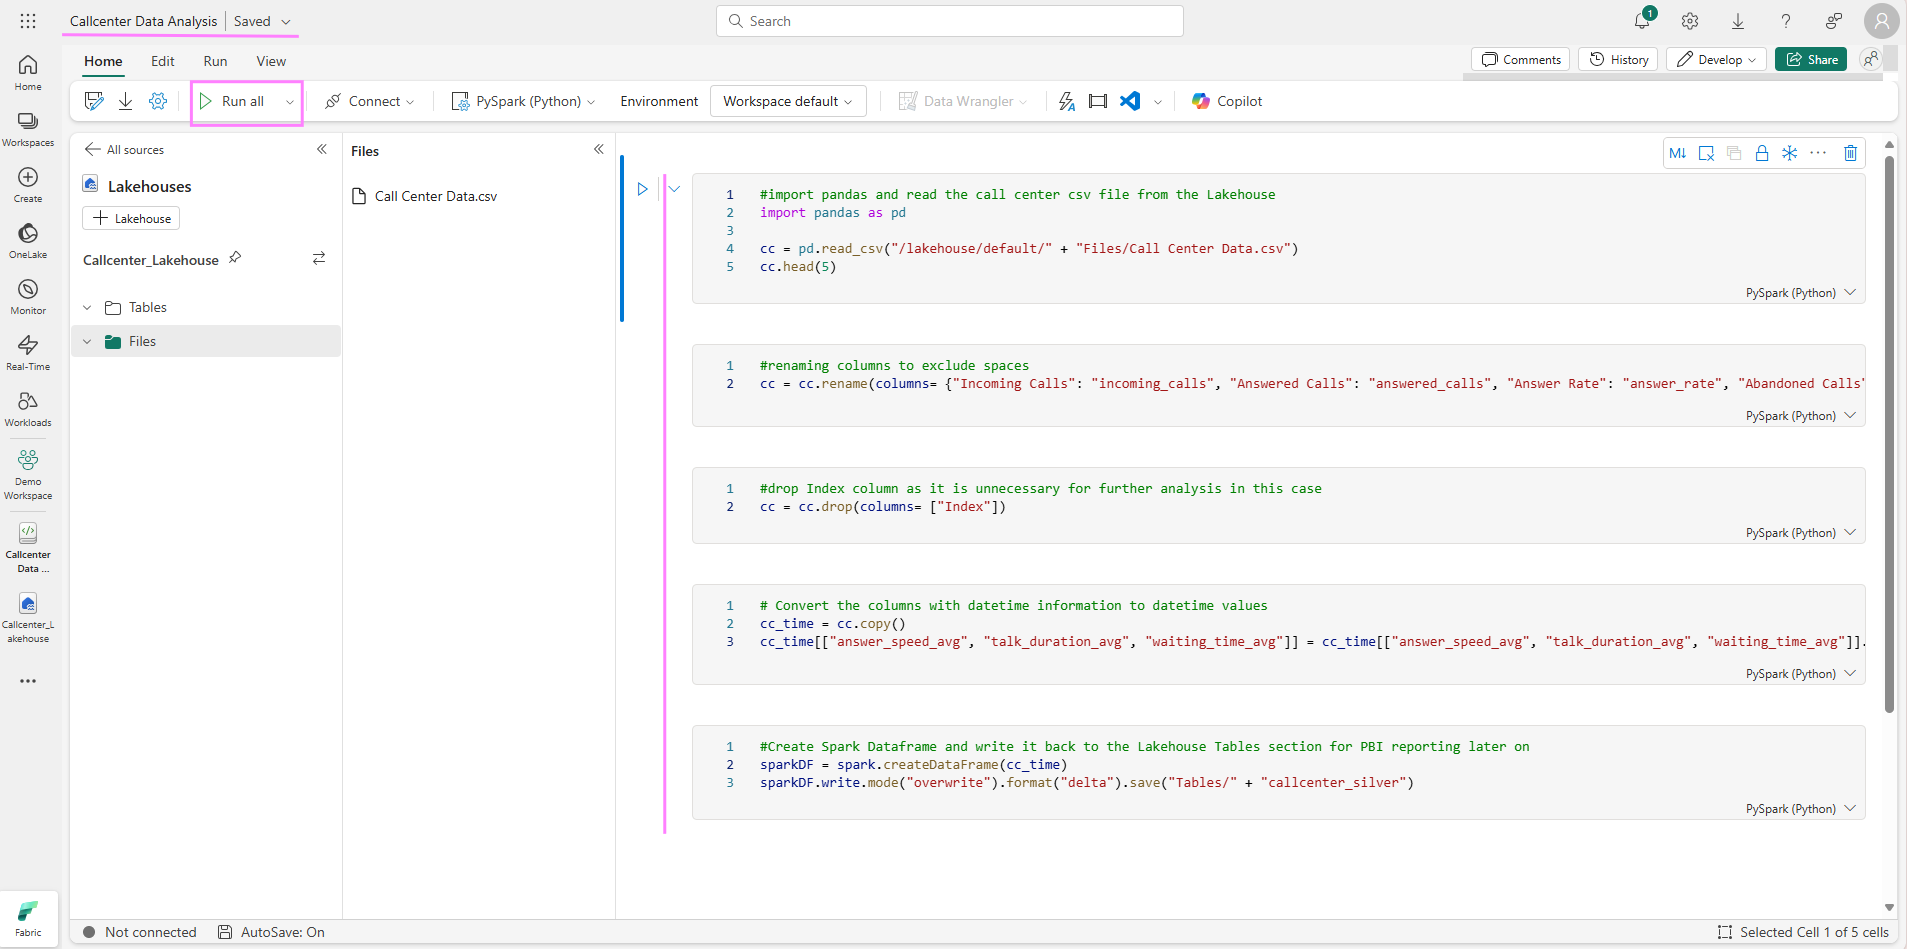 Callcenter Data Analysis
Saved
Search
1
Home
Edit
Run
View
Comments
History
Develop
Share
Run all
Connect
PySpark (Python)
Environment
Workspace default
Data Wrangler
Copilot
Home
Workspaces
Create
OneLake
Monitor
Real-Time
Workloads
Demo
Workspace
Callcenter
Data ...
Callcenter_L
akehouse
Fabric
All sources
Lakehouses
Lakehouse
Callcenter_Lakehouse
Tables
Files
Files
Call Center Data.csv
M↓
1 #import pandas and read the call center csv file from the Lakehouse
2 import pandas as pd
3
4 cc = pd.read_csv("/lakehouse/default/" + "Files/Call Center Data.csv")
5 cc.head(5)
PySpark (Python)
1 #renaming columns to exclude spaces
2 cc = cc.rename(columns= {"Incoming Calls": "incoming_calls", "Answered Calls": "answered_calls", "Answer Rate": "answer_rate", "Abandoned Calls"
PySpark (Python)
1 #drop Index column as it is unnecessary for further analysis in this case
2 cc = cc.drop(columns= ["Index"])
PySpark (Python)
1 # Convert the columns with datetime information to datetime values
2 cc_time = cc.copy()
3 cc_time[["answer_speed_avg", "talk_duration_avg", "waiting_time_avg"]] = cc_time[["answer_speed_avg", "talk_duration_avg", "waiting_time_avg"]].
PySpark (Python)
1 #Create Spark Dataframe and write it back to the Lakehouse Tables section for PBI reporting later on
2 sparkDF = spark.createDataFrame(cc_time)
3 sparkDF.write.mode("overwrite").format("delta").save("Tables/" + "callcenter_silver")
PySpark (Python)
Not connected
AutoSave: On
Selected Cell 1 of 5 cells